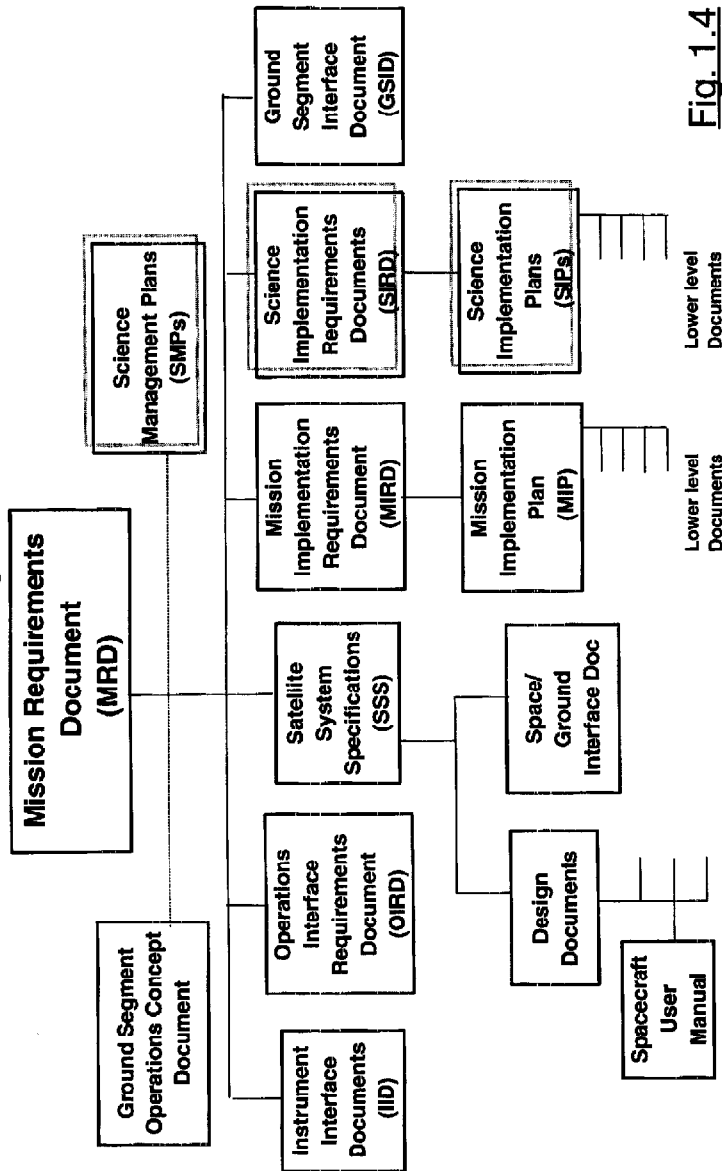 Mission Requirements
Document
(MRD)
Ground Segment
Operations Concept
Document
Science
Management Plans
(SMPs)
Instrument
Interface
Documents
(IID)
Operations
Interface
Requirements
Document
(OIRD)
Satellite
System
Specifications
(SSS)
Mission
Implementation
Requirements
Document
(MIRD)
Science
Implementation
Requirements
Documents
(SIRD)
Ground
Segment
Interface
Document
(GSID)
Design
Documents
Space/
Ground
Interface Doc
Mission
Implementation
Plan
(MIP)
Science
Implementation
Plans
(SIPs)
Spacecraft
User
Manual
Lower level
Documents
Lower level
Documents
Fig. 1.4